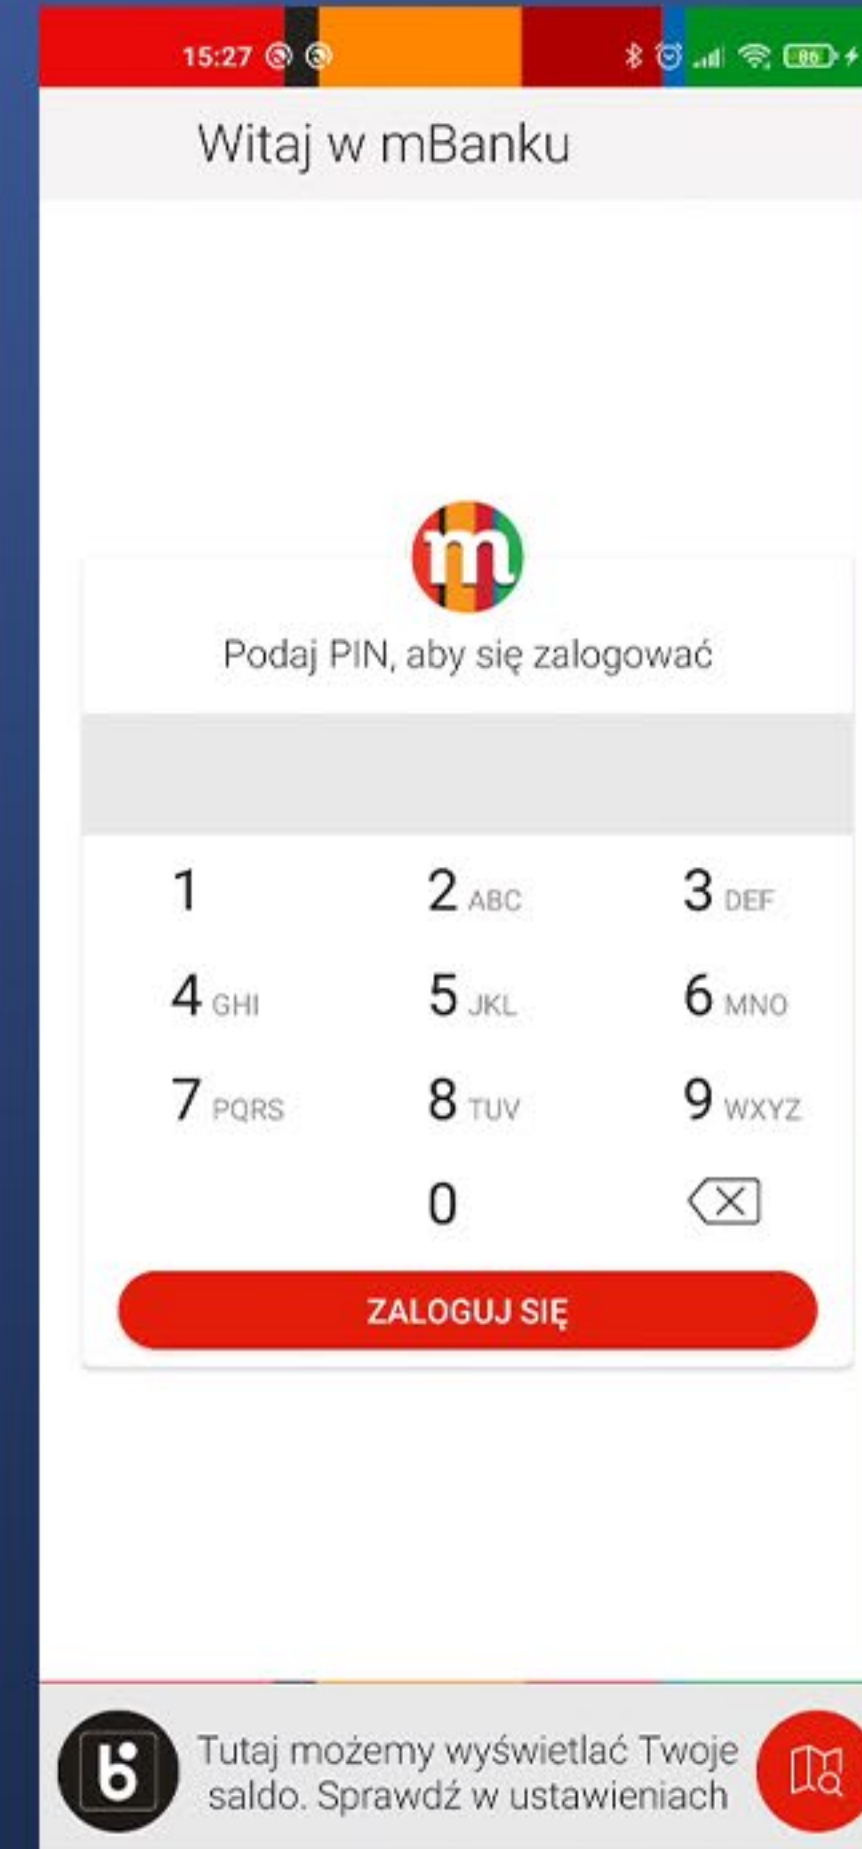 15:27 86
Witaj w mBanku
m
Podaj PIN, aby się zalogować
1 2 ABC 3 DEF
4 GHI 5 JKL 6 MNO
7 PQRS 8 TUV 9 WXYZ
0
ZALOGUJ SIĘ
Tutaj możemy wyświetlać Twoje
saldo. Sprawdź w ustawieniach